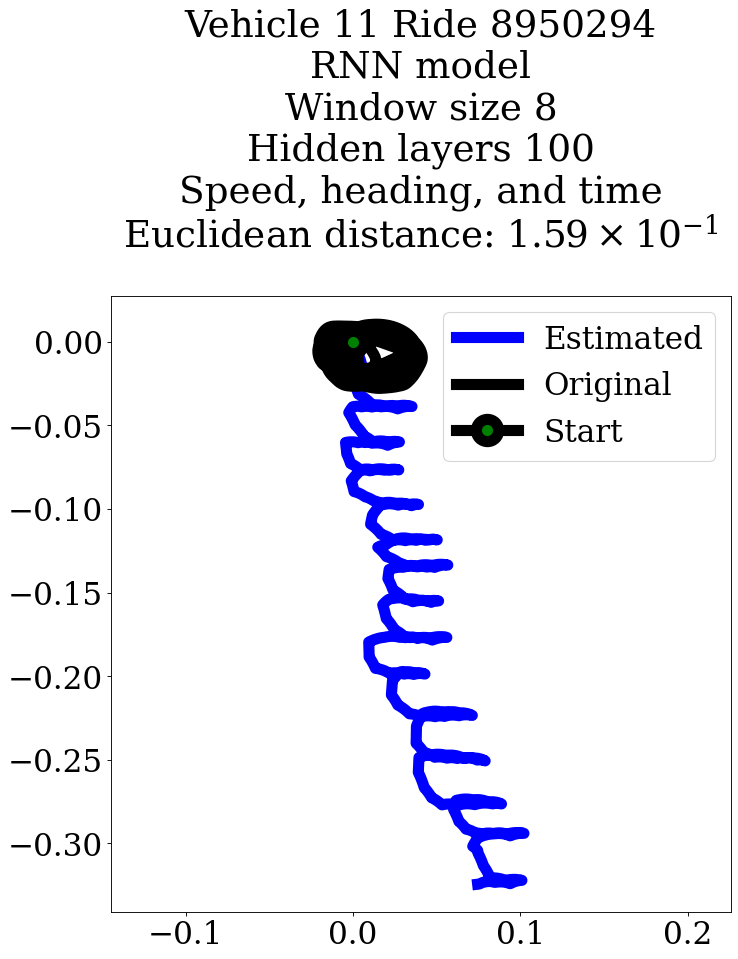 Vehicle 11 Ride 8950294
RNN model
Window size 8
Hidden layers 100
Speed, heading, and time
Euclidean distance: 1.59 × 10⁻¹
Estimated
Original
Start
0.00
−0.05
−0.10
−0.15
−0.20
−0.25
−0.30
−0.1 0.0 0.1 0.2